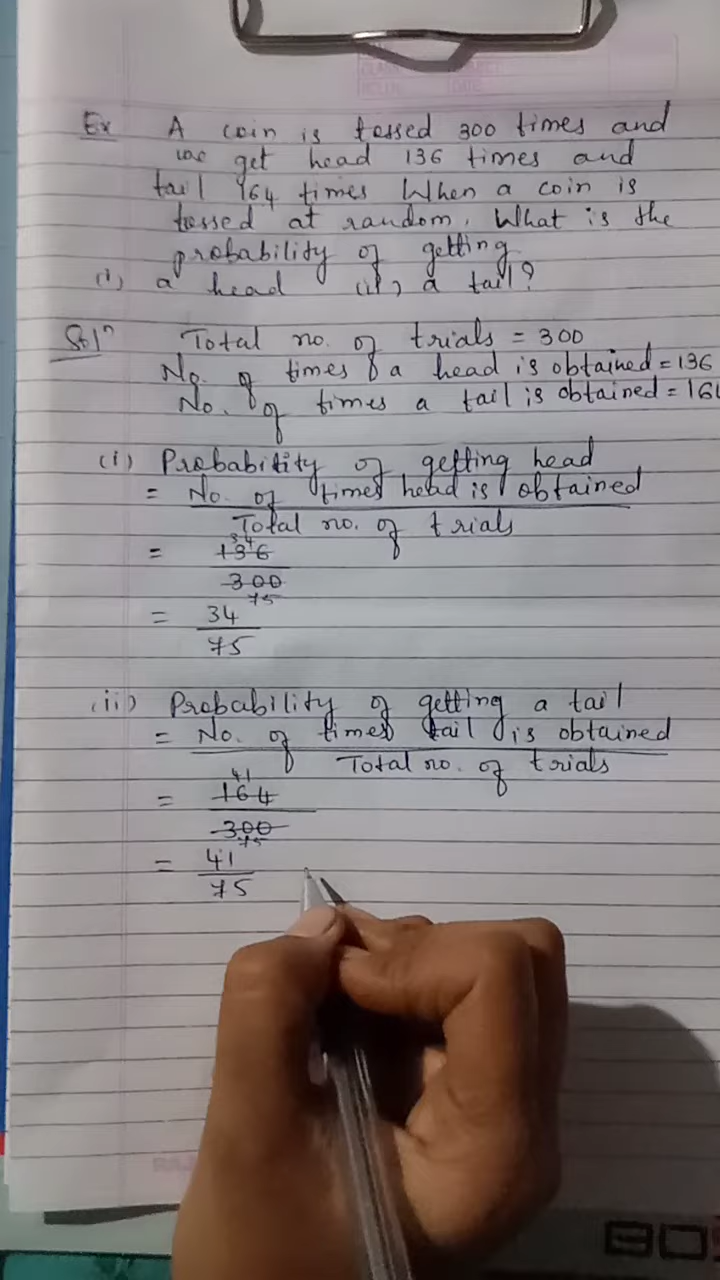 Ex A coin is tossed 300 times and
we get head 136 times and
tail 164 times When a coin is
tossed at random. What is the
probability of getting
(i) a head (ii) a tail?
Solⁿ Total no. of trials = 300
No. of times a head is obtained = 136
No. of times a tail is obtained = 164
(i) Probability of getting head
= No. of times head is obtained
Total no. of trials
34
= 136
300
75
= 34
75
(ii) Probability of getting a tail
= No. of times tail is obtained
Total no. of trials
41
= 164
300
75
= 41
75